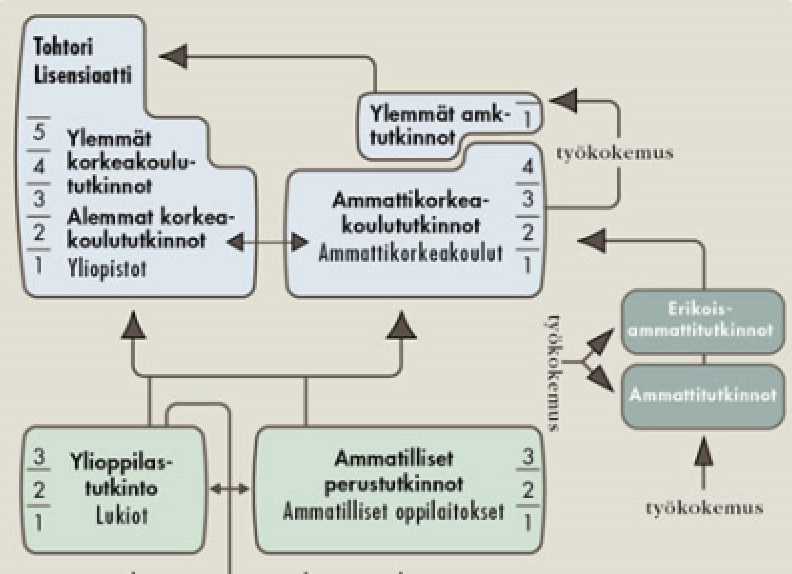 Tohtori
Lisensiaatti
5
4
3
2
1
Ylemmät
korkeakoulu-
tutkinnot
Alemmat korkea-
koulututkinnot
Yliopistot
Ylemmät amk-
tutkinnot
1
työkokemus
Ammattikorkea-
koulututkinnot
Ammattikorkeakoulut
4
3
2
1
Erikois-
ammattitutkinnot
työkokemus
Ammattitutkinnot
työkokemus
3
2
1
Ylioppilas-
tutkinto
Lukiot
Ammatilliset
perustutkinnot
Ammatilliset oppilaitokset
3
2
1